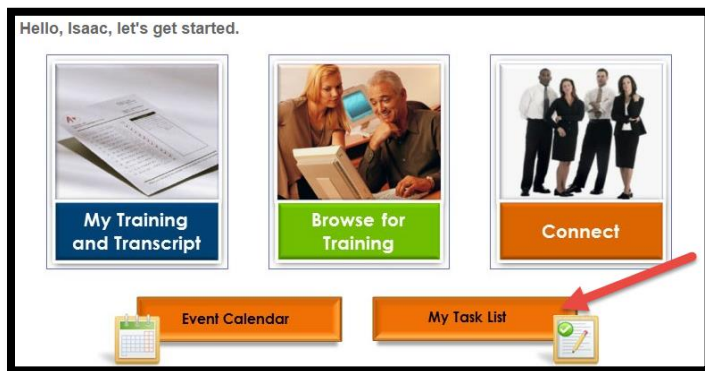 Hello, Isaac, let's get started.
A+
My Training
and Transcript
Browse for
Training
Connect
Event Calendar
My Task List